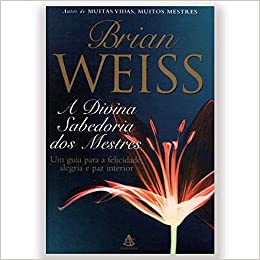 Autor de MUITAS VIDAS, MUITOS MESTRES
Brian
WEISS
A Divina
Sabedoria
dos Mestres
Um guia para a felicidade
alegria e paz interior